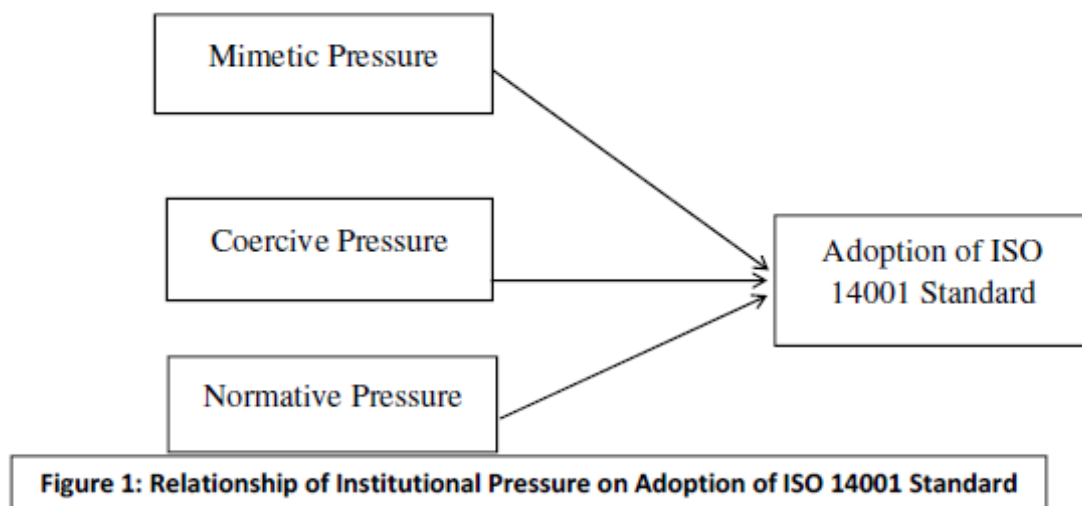 Mimetic Pressure
Coercive Pressure
Adoption of ISO
14001 Standard
Normative Pressure
Figure 1: Relationship of Institutional Pressure on Adoption of ISO 14001 Standard